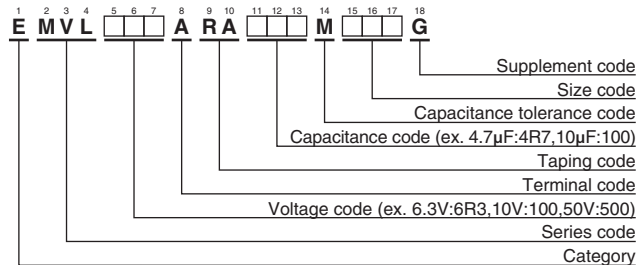 1 2 3 4 5 6 7 8 9 10 11 12 13 14 15 16 17 18
E MVL □□□ A RA □□□ M □□□ G
Supplement code
Size code
Capacitance tolerance code
Capacitance code (ex. 4.7µF:4R7,10µF:100)
Taping code
Terminal code
Voltage code (ex. 6.3V:6R3,10V:100,50V:500)
Series code
Category